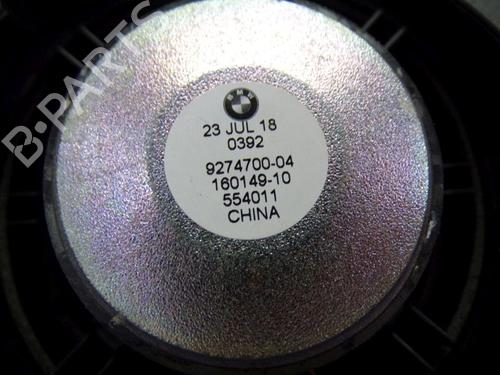 B-PARTS
BMW
23 JUL 18
0392
9274700-04
160149-10
554011
CHINA